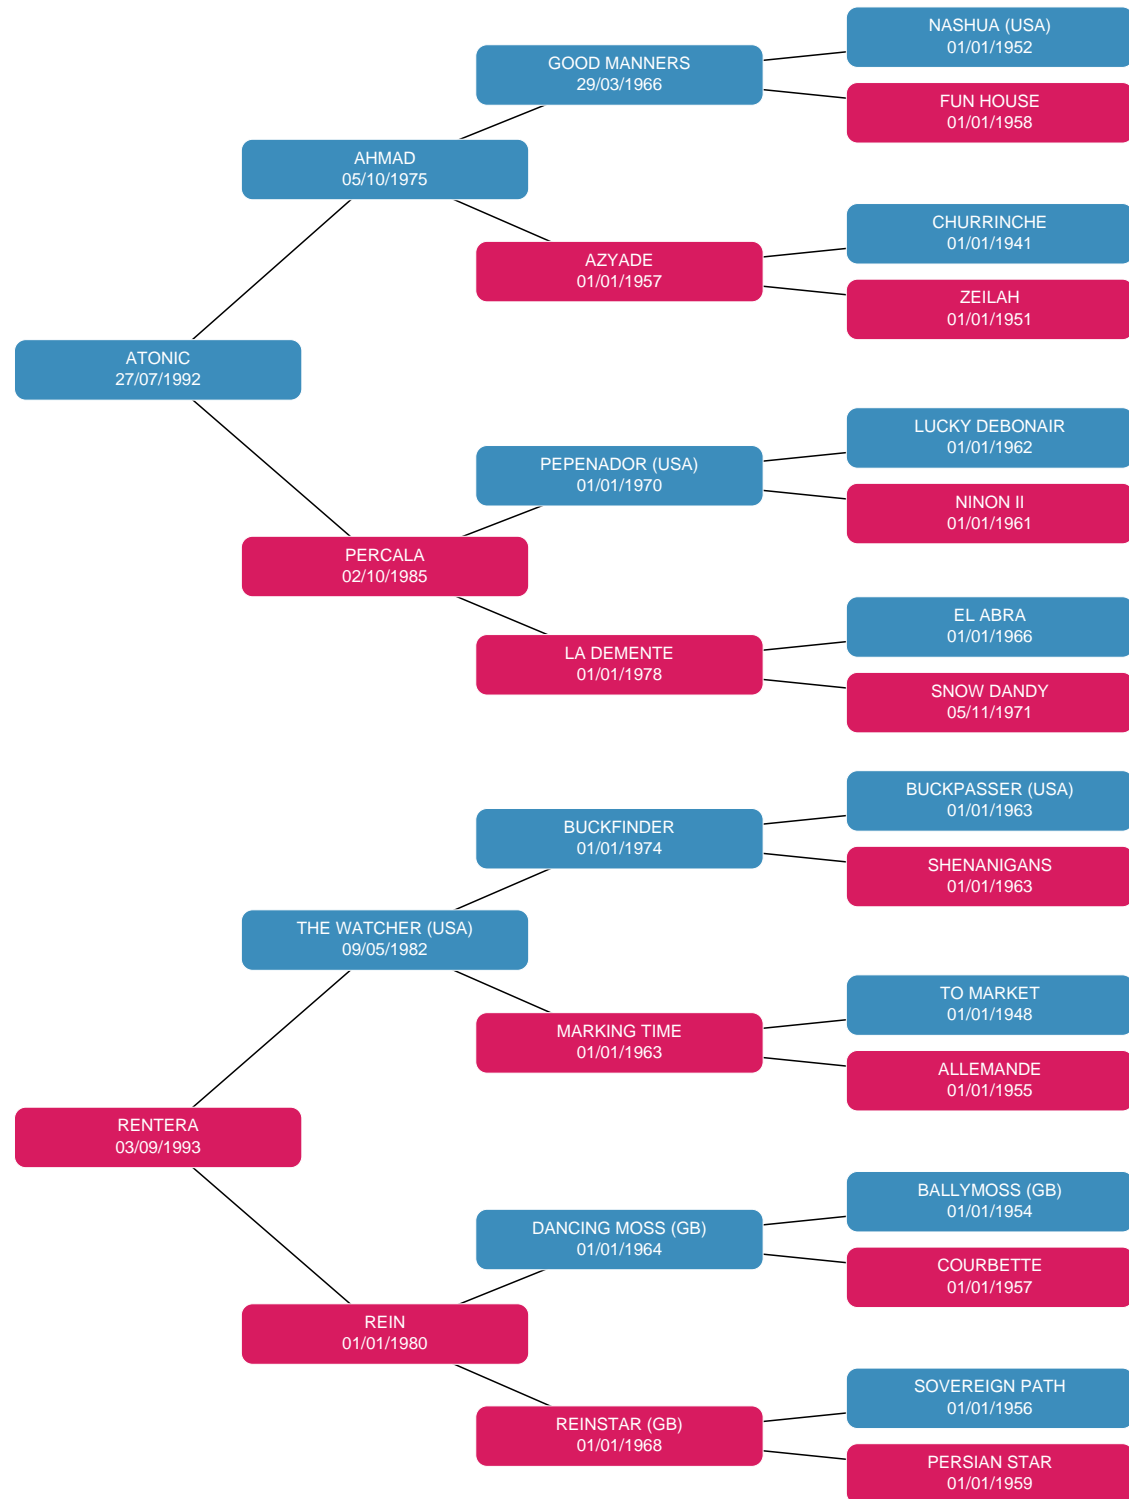 NASHUA (USA)
01/01/1952
GOOD MANNERS
29/03/1966
FUN HOUSE
01/01/1958
AHMAD
05/10/1975
CHURRINCHE
01/01/1941
AZYADE
01/01/1957
ZEILAH
01/01/1951
ATONIC
27/07/1992
LUCKY DEBONAIR
01/01/1962
PEPENADOR (USA)
01/01/1970
NINON II
01/01/1961
PERCALA
02/10/1985
EL ABRA
01/01/1966
LA DEMENTE
01/01/1978
SNOW DANDY
05/11/1971
BUCKPASSER (USA)
01/01/1963
BUCKFINDER
01/01/1974
SHENANIGANS
01/01/1963
THE WATCHER (USA)
09/05/1982
TO MARKET
01/01/1948
MARKING TIME
01/01/1963
ALLEMANDE
01/01/1955
RENTERA
03/09/1993
BALLYMOSS (GB)
01/01/1954
DANCING MOSS (GB)
01/01/1964
COURBETTE
01/01/1957
REIN
01/01/1980
SOVEREIGN PATH
01/01/1956
REINSTAR (GB)
01/01/1968
PERSIAN STAR
01/01/1959